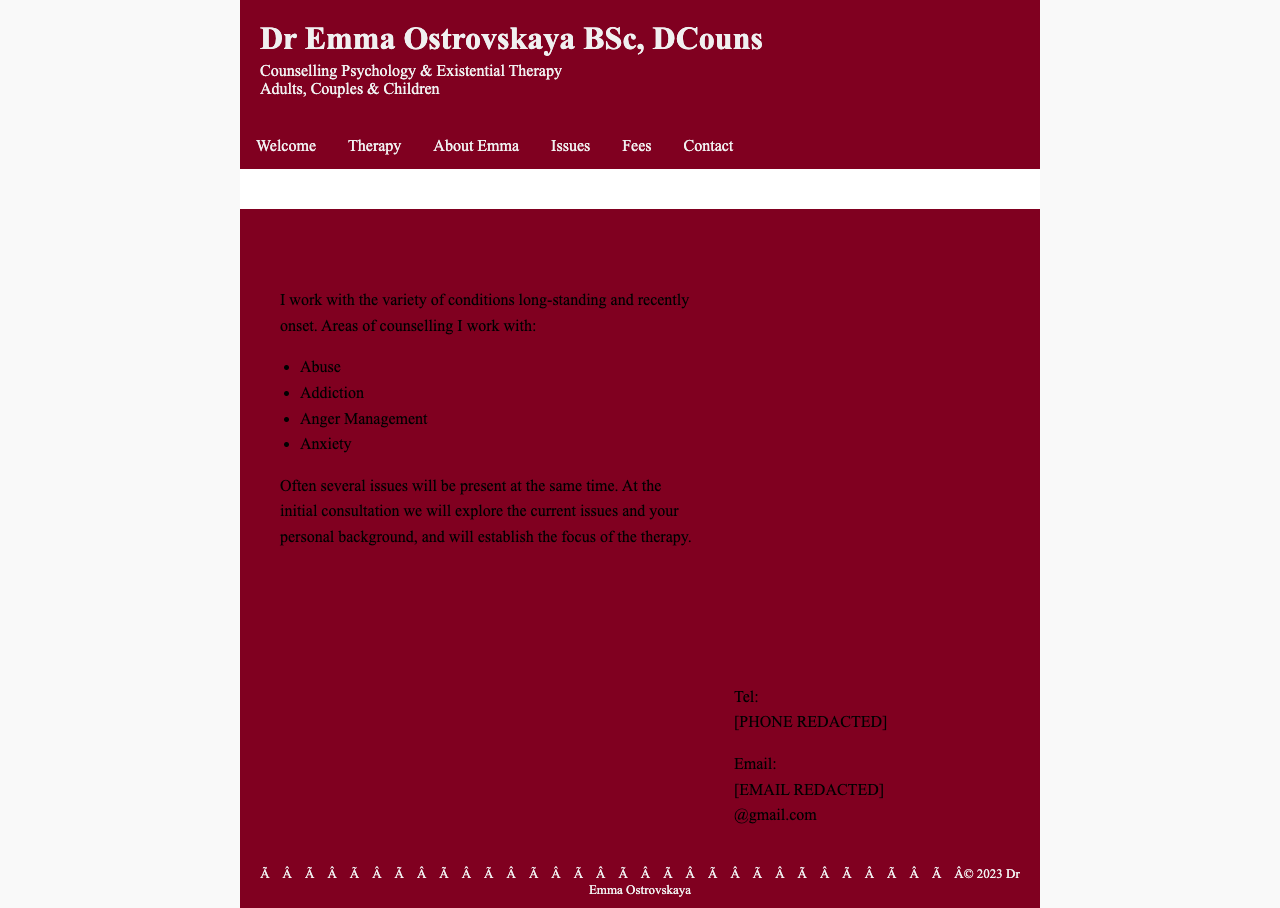 Dr Emma Ostrovskaya BSc, DCouns
Counselling Psychology & Existential Therapy
Adults, Couples & Children
Welcome Therapy About Emma Issues Fees Contact
I work with the variety of conditions long-standing and recently
onset. Areas of counselling I work with:
• Abuse
• Addiction
• Anger Management
• Anxiety
Often several issues will be present at the same time. At the
initial consultation we will explore the current issues and your
personal background, and will establish the focus of the therapy.
Tel:
[PHONE REDACTED]
Email:
[EMAIL REDACTED]
@gmail.com
Ã Â Ã Â Ã Â Ã Â Ã Â Ã Â Ã Â Ã Â Ã Â Ã Â Ã Â Ã Â Ã Â Ã Â Ã Â Ã Â© 2023 Dr
Emma Ostrovskaya